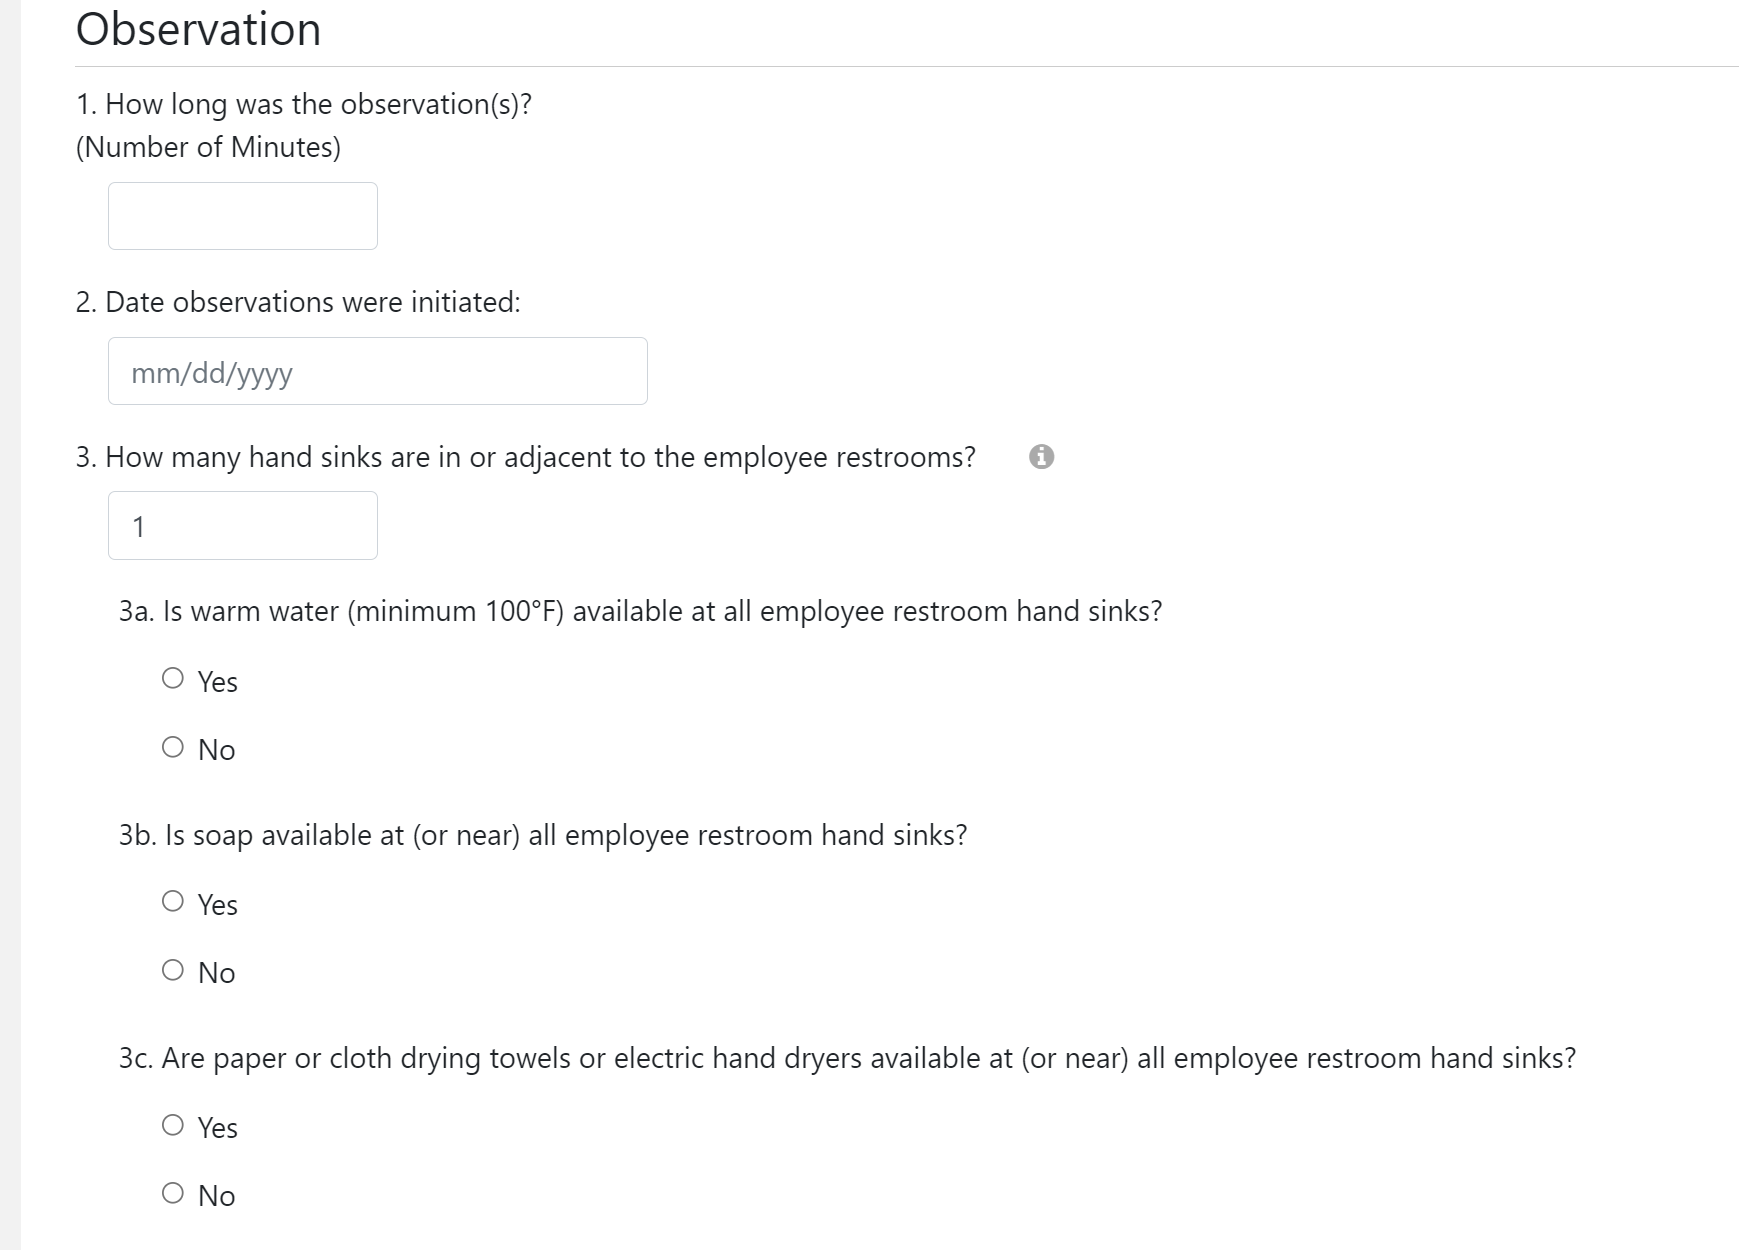 Observation
1. How long was the observation(s)?
(Number of Minutes)
2. Date observations were initiated:
mm/dd/yyyy
3. How many hand sinks are in or adjacent to the employee restrooms?
1
3a. Is warm water (minimum 100°F) available at all employee restroom hand sinks?
Yes
No
3b. Is soap available at (or near) all employee restroom hand sinks?
Yes
No
3c. Are paper or cloth drying towels or electric hand dryers available at (or near) all employee restroom hand sinks?
Yes
No